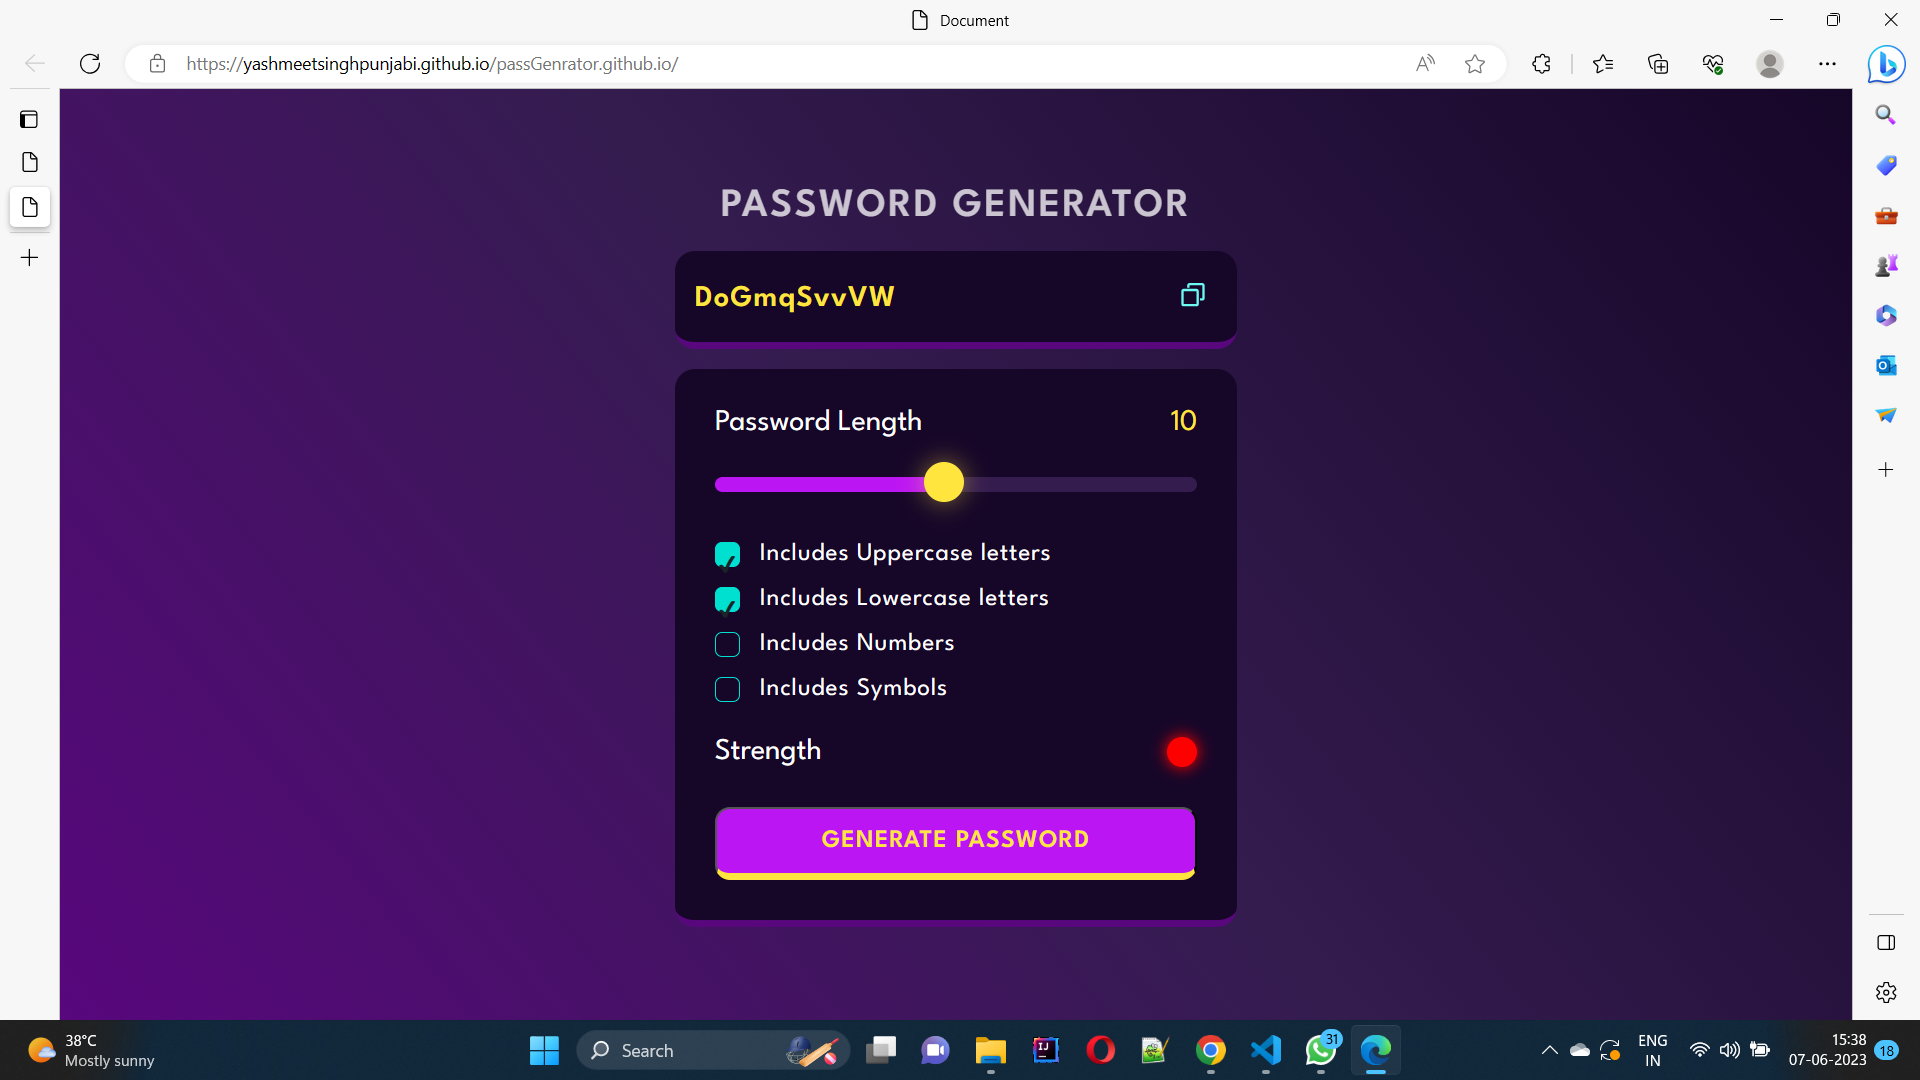 Document
https://yashmeetsinghpunjabi.github.io/passGenrator.github.io/
PASSWORD GENERATOR
DoGmqSvvVW
Password Length 10
Includes Uppercase letters
Includes Lowercase letters
Includes Numbers
Includes Symbols
Strength
GENERATE PASSWORD
38°C
Mostly sunny
Search
31
ENG
IN
15:38
07-06-2023
18